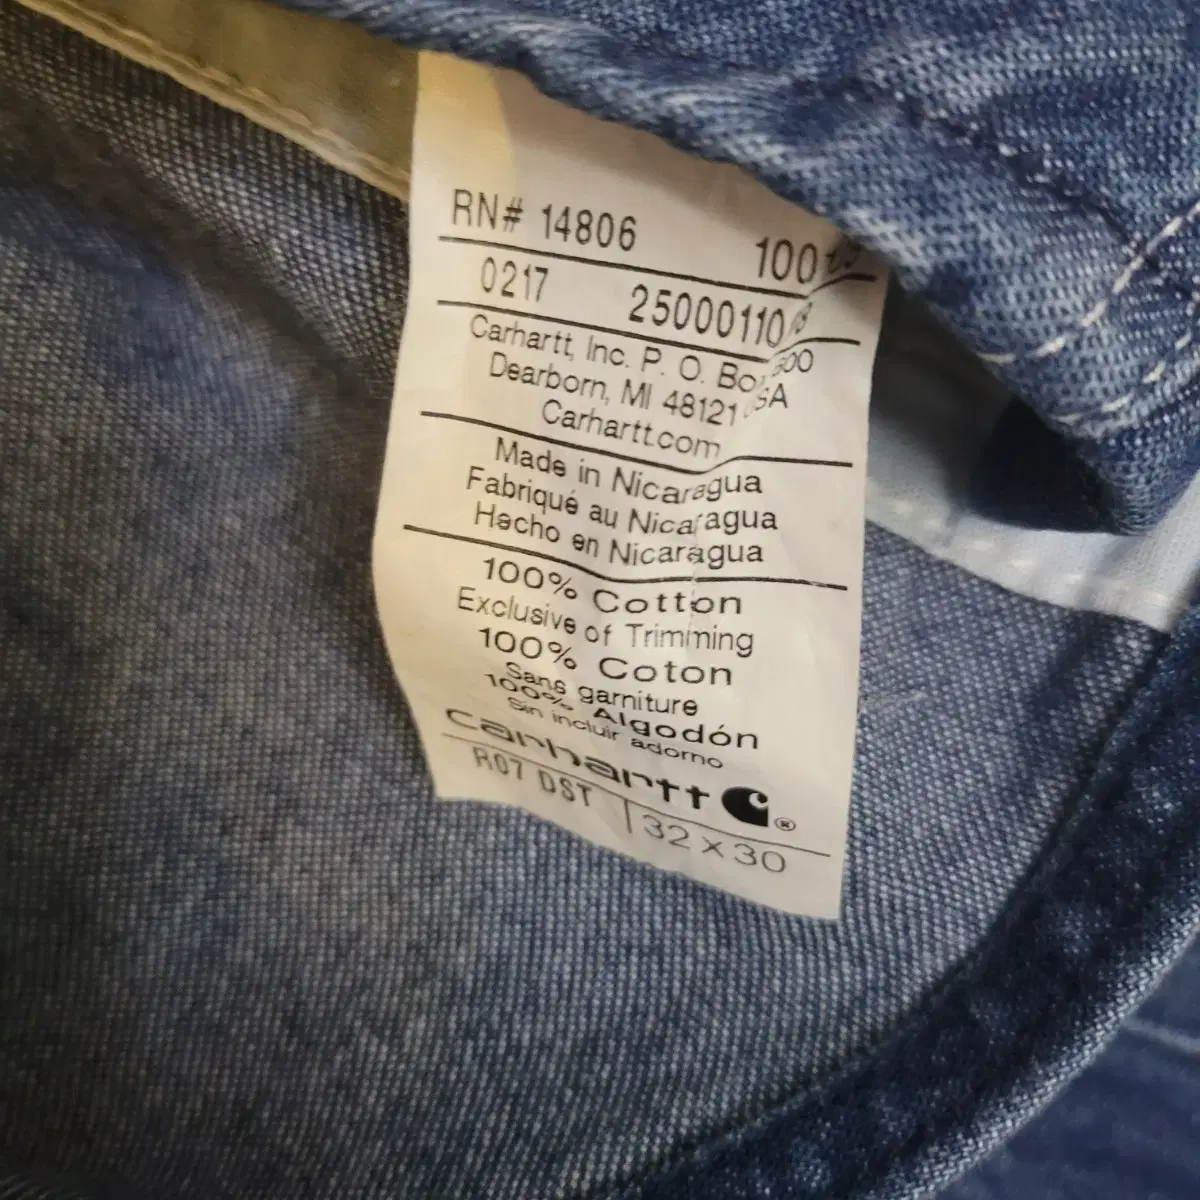 RN# 14806
0217
Carhartt, Inc. P. O.
Dearborn, MI 48121
Carhartt.com
Made in Nicaragua
Fabriqué au Nicaragua
Hecho en Nicaragua
100% Cotton
Exclusive of Trimming
100% Coton
Sans garniture
100% Algodón
Sin incluir adorno
carhartt ®
R07 DST 32 x 30